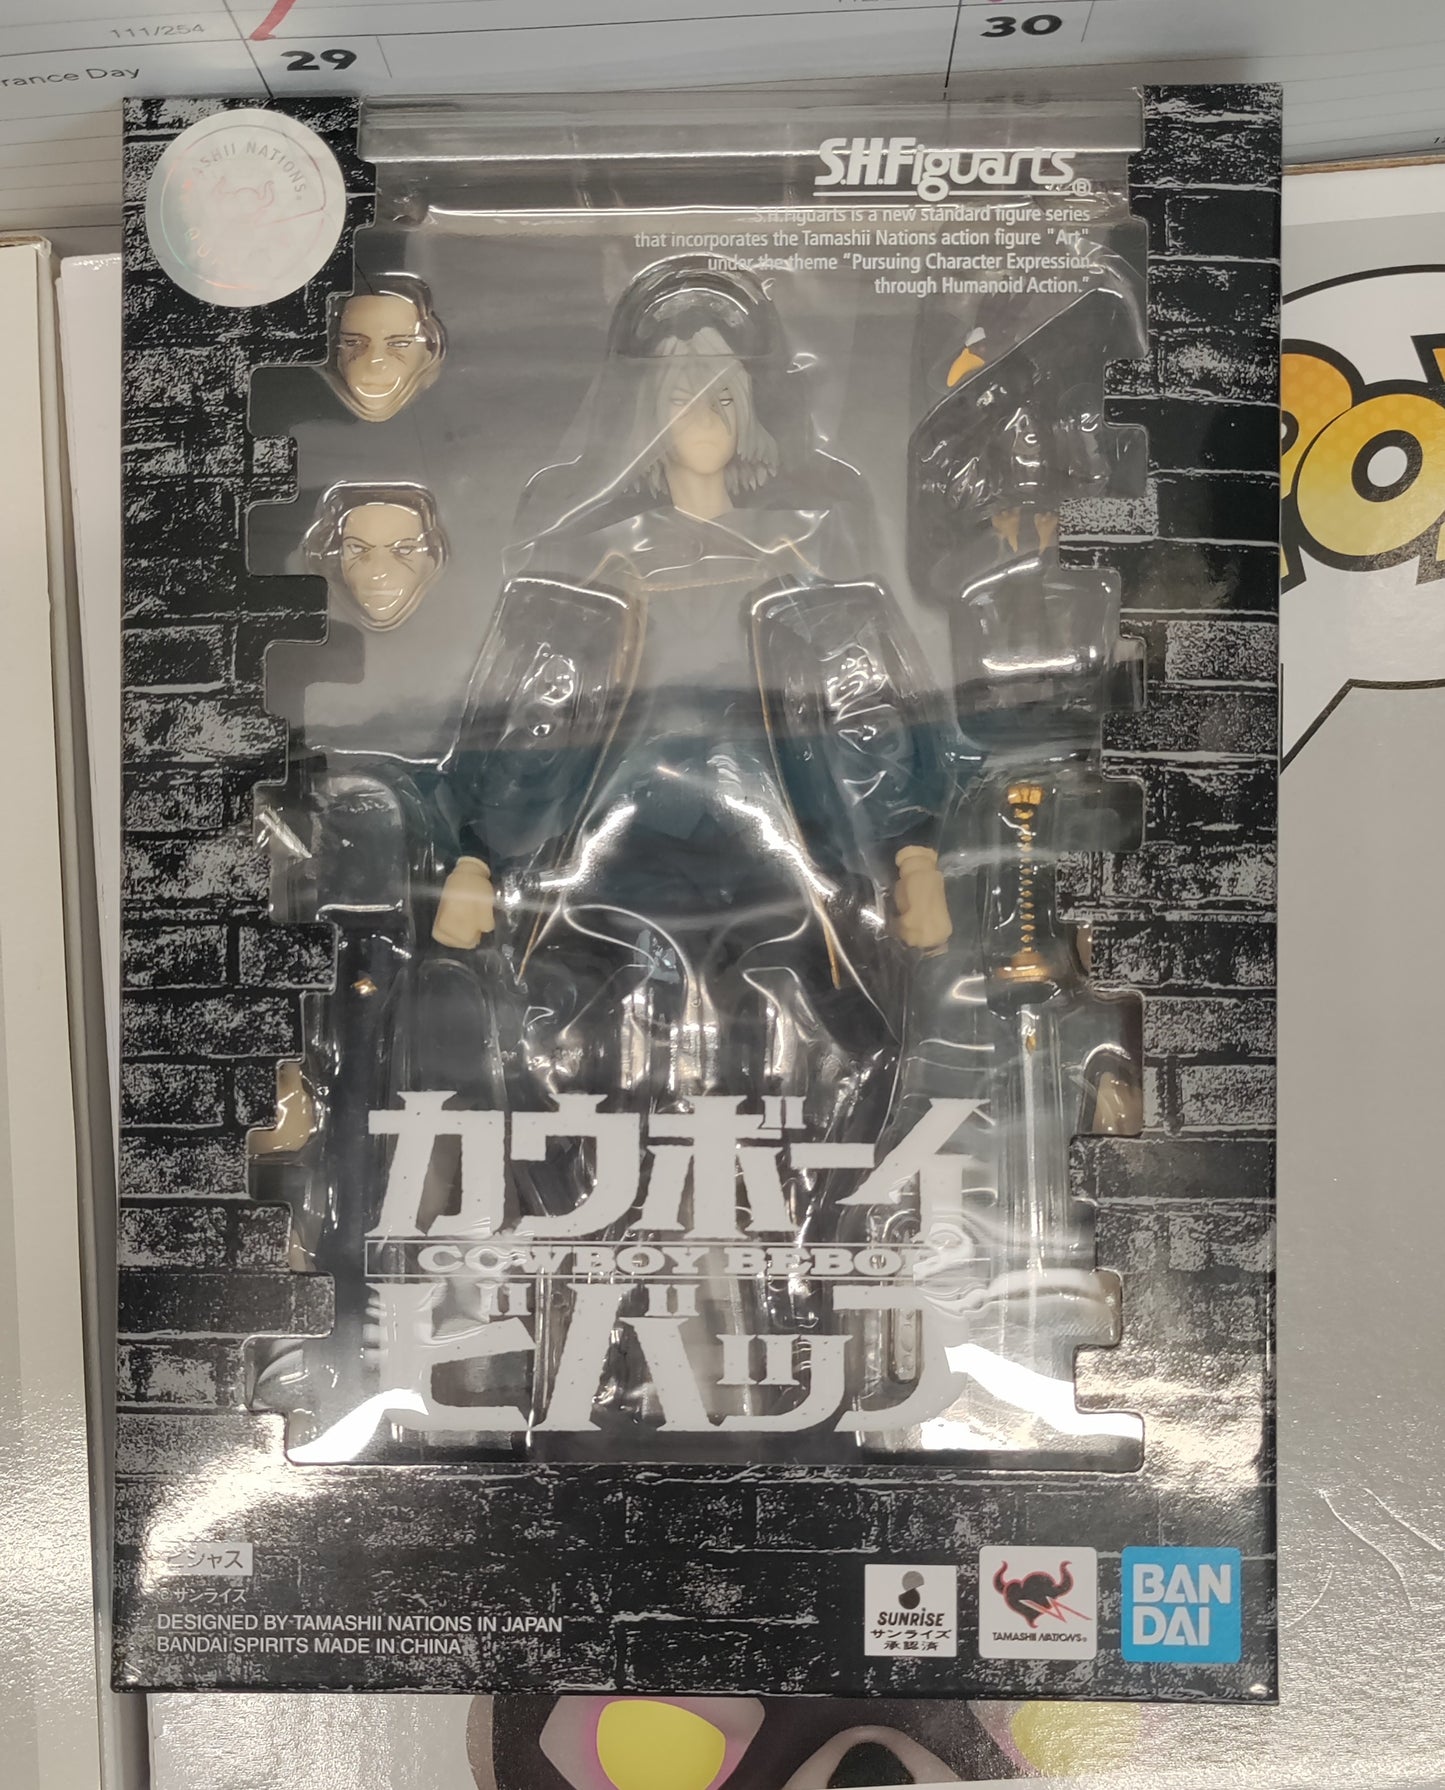 111/254
29
30
rance Day
TAMASHII NATIONS
S.H.Figuarts®
S.H.Figuarts is a new standard figure series
that incorporates the Tamashii Nations action figure "Art"
under the theme "Pursuing Character Expression
through Humanoid Action."
カウボーイ
COWBOY BEBOP
ビバップ
ビシャス
©サンライズ
DESIGNED BY TAMASHII NATIONS IN JAPAN
BANDAI SPIRITS MADE IN CHINA
SUNRISE
サンライズ
承認済
TAMASHII NATIONS®
BAN
DAI